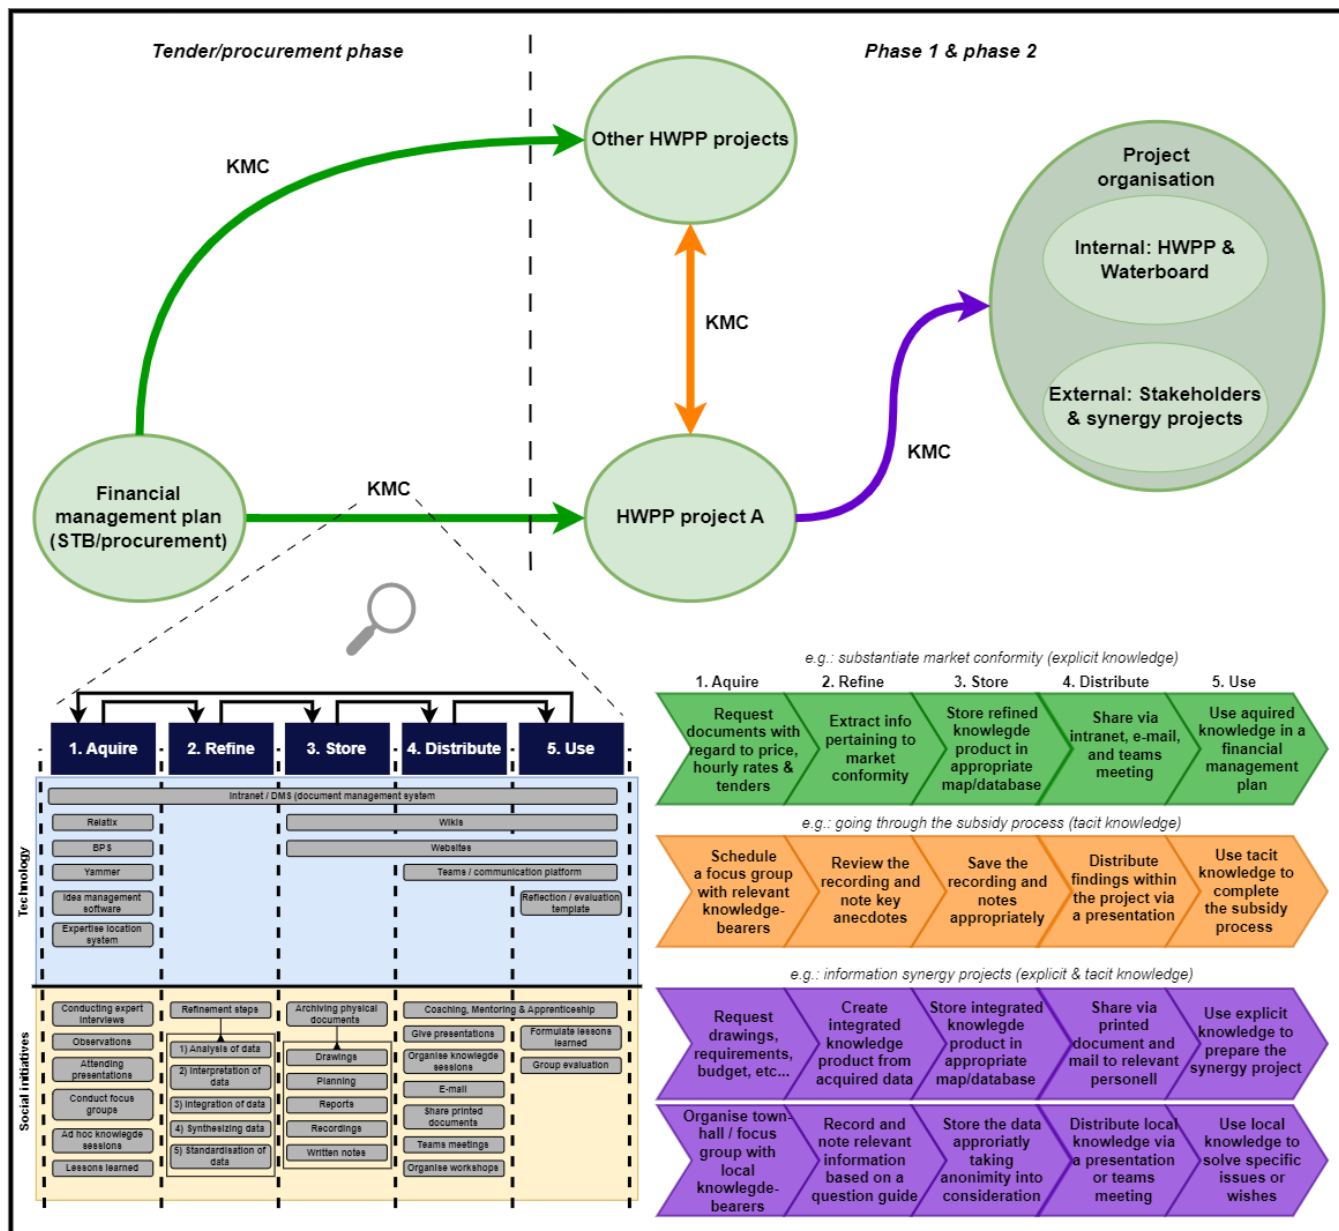 Tender/procurement phase
Phase 1 & phase 2
Other HWPP projects
KMC
Project
organisation
Internal: HWPP &
Waterboard
KMC
External: Stakeholders
& synergy projects
KMC
Financial
management plan
(STB/procurement)
KMC
HWPP project A
e.g.: substantiate market conformity (explicit knowledge)
1. Aquire
2. Refine
3. Store
4. Distribute
5. Use
Request
documents with
regard to price,
hourly rates &
tenders
Extract info
pertaining to
market
conformity
Store refined
knowlegde
product in
appropriate
map/database
Share via
intranet, e-mail,
and teams
meeting
Use aquired
knowledge in a
financial
management
plan
e.g.: going through the subsidy process (tacit knowledge)
Schedule
a focus group
with relevant
knowledge-
bearers
Review the
recording and
note key
anecdotes
Save the
recording and
notes
appropriately
Distribute
findings within
the project via
a presentation
Use tacit
knowledge to
complete
the subsidy
process
e.g.: information synergy projects (explicit & tacit knowledge)
Request
drawings,
requirements,
budget, etc...
Create
integrated
knowledge
product from
acquired data
Store integrated
knowlegde
product in
appropriate
map/database
Share via
printed
document and
mail to relevant
personell
Use explicit
knowledge to
prepare the
synergy project
Organise town-
hall / focus
group with local
knowlegde-
bearers
Record and
note relevant
information
based on a
question guide
Store the data
approriatly
taking
anonimity into
consideration
Distribute local
knowledge via
a presentation
or teams
meeting
Use local
knowledge to
solve specific
issues or
wishes
1. Aquire
2. Refine
3. Store
4. Distribute
5. Use
Technology
Intranet / DMS (document management system
Relatix
Wikis
BPS
Websites
Yammer
Teams / communication platform
Idea management
software
Reflection / evaluation
template
Expertise location
system
Social initiatives
Conducting expert
interviews
Observations
Attending
presentations
Conduct focus
groups
Ad hoc knowlegde
sessions
Lessons learned
Refinement steps
1) Analysis of data
2) Interpretation of
data
3) Integration of data
4) Synthesizing data
5) Standardisation of
data
Archiving physical
documents
Drawings
Planning
Reports
Recordings
Written notes
Coaching, Mentoring & Apprenticeship
Give presentations
Organise knowlegde
sessions
E-mail
Share printed
documents
Teams meetings
Organise workshops
Formulate lessons
learned
Group evaluation